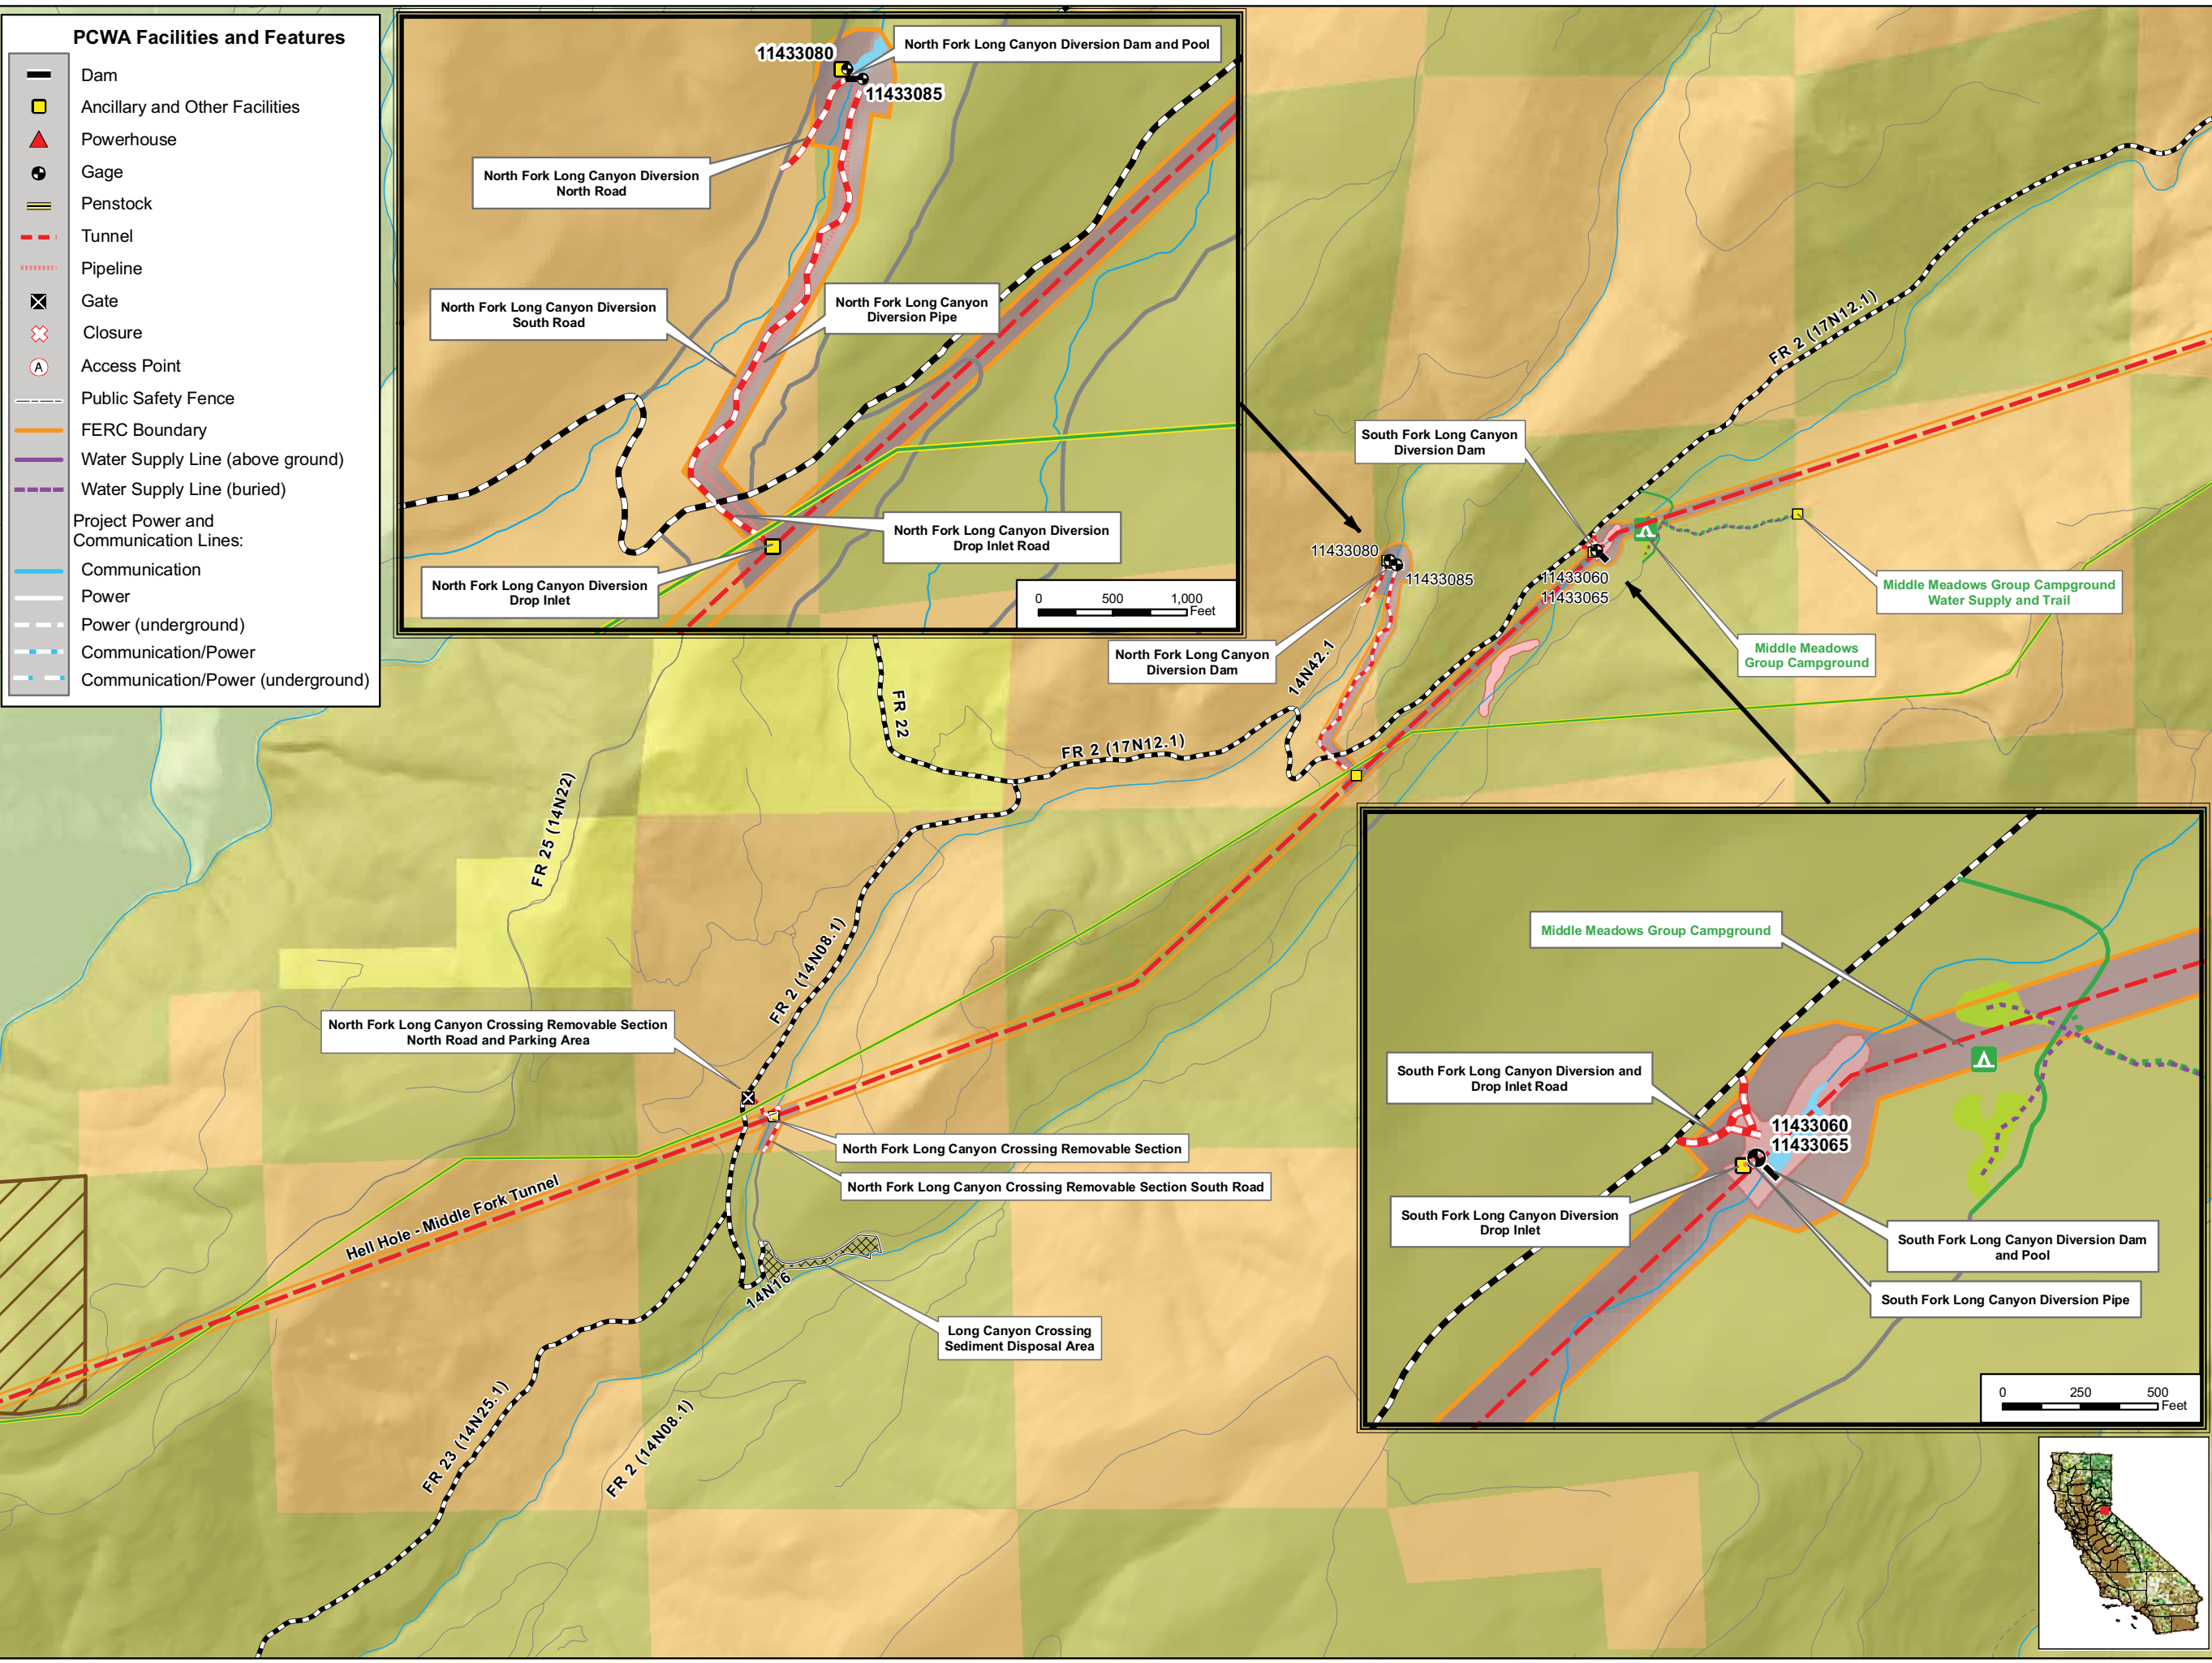 PCWA Facilities and Features
Dam
Ancillary and Other Facilities
Powerhouse
Gage
Penstock
Tunnel
Pipeline
Gate
Closure
A
Access Point
Public Safety Fence
FERC Boundary
Water Supply Line (above ground)
Water Supply Line (buried)
Project Power and
Communication Lines:
Communication
Power
Power (underground)
Communication/Power
Communication/Power (underground)
11433080
North Fork Long Canyon Diversion Dam and Pool
11433085
North Fork Long Canyon Diversion
North Road
North Fork Long Canyon Diversion
South Road
North Fork Long Canyon
Diversion Pipe
North Fork Long Canyon Diversion
Drop Inlet Road
North Fork Long Canyon Diversion
Drop Inlet
0 500 1,000
Feet
FR 2 (17N12.1)
South Fork Long Canyon
Diversion Dam
11433080
11433085
11433060
11433065
Middle Meadows Group Campground
Water Supply and Trail
Middle Meadows
Group Campground
North Fork Long Canyon
Diversion Dam
14N42.1
FR 22
FR 2 (17N12.1)
FR 25 (14N22)
FR 2 (14N08.1)
North Fork Long Canyon Crossing Removable Section
North Road and Parking Area
North Fork Long Canyon Crossing Removable Section
North Fork Long Canyon Crossing Removable Section South Road
Hell Hole - Middle Fork Tunnel
14N16
Long Canyon Crossing
Sediment Disposal Area
FR 23 (14N25.1)
FR 2 (14N08.1)
Middle Meadows Group Campground
South Fork Long Canyon Diversion and
Drop Inlet Road
11433060
11433065
South Fork Long Canyon Diversion
Drop Inlet
South Fork Long Canyon Diversion Dam
and Pool
South Fork Long Canyon Diversion Pipe
0 250 500
Feet